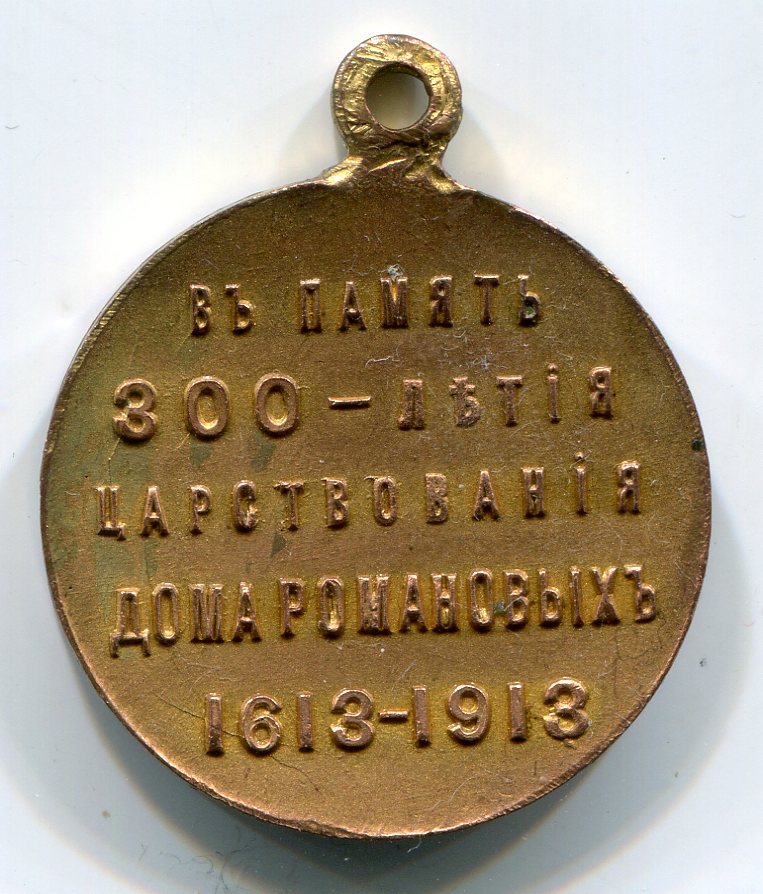 ВЪ ПАМЯТЬ
300-ЛѢТІЯ
ЦАРСТВОВАНІЯ
ДОМА РОМАНОВЫХЪ
1613-1913